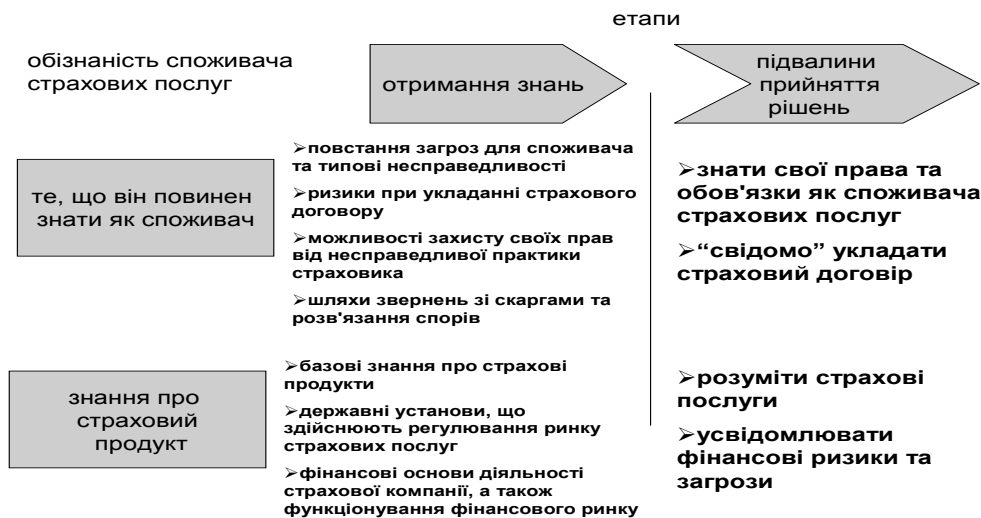 етапи
обізнаність споживача
страхових послуг
отримання знань
підвалини
прийняття
рішень
те, що він повинен
знати як споживач
➢повстання загроз для споживача
та типові несправедливості
➢ризики при укладанні страхового
договору
➢можливості захисту своїх прав
від несправедливої практики
страховика
➢шляхи звернень зі скаргами та
розв'язання спорів
➢знати свої права та
обов'язки як споживача
страхових послуг
➢“свідомо” укладати
страховий договір
знання про
страховий
продукт
➢базові знання про страхові
продукти
➢державні установи, що
здійснюють регулювання ринку
страхових послуг
➢фінансові основи діяльності
страхової компанії, а також
функціонування фінансового ринку
➢розуміти страхові
послуги
➢усвідомлювати
фінансові ризики та
загрози